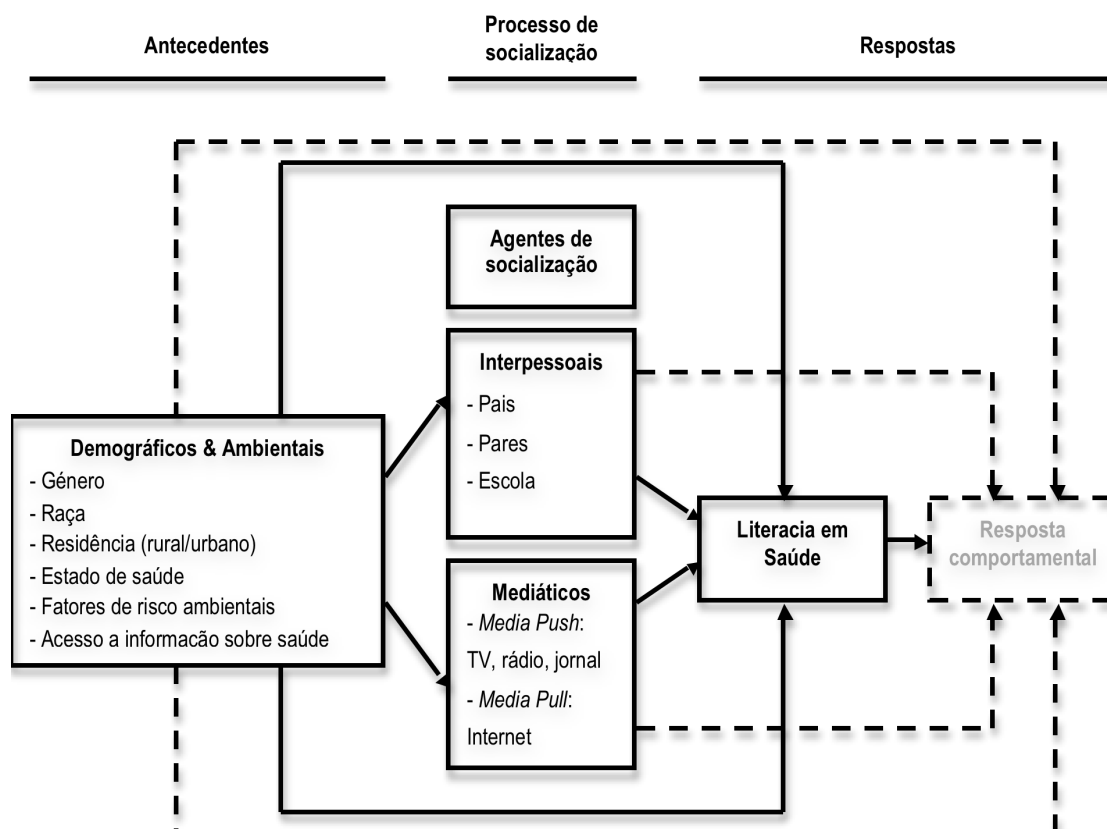 Antecedentes
Processo de
socialização
Respostas
Agentes de
socialização
Interpessoais
- Pais
- Pares
- Escola
Demográficos & Ambientais
- Género
- Raça
- Residência (rural/urbano)
- Estado de saúde
- Fatores de risco ambientais
- Acesso a informacão sobre saúde
Mediáticos
- Media Push:
TV, rádio, jornal
- Media Pull:
Internet
Literacia em
Saúde
Resposta
comportamental